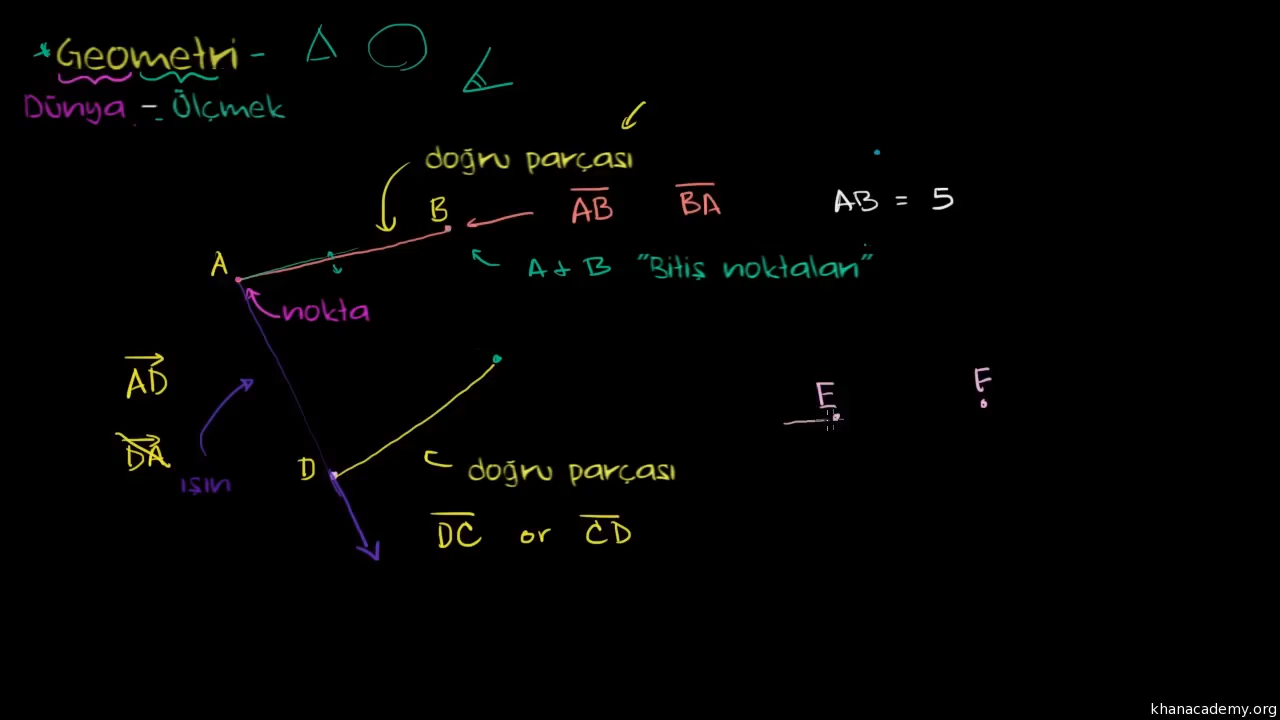 *Geometri -
Dünya - Ölçmek
doğru parçası
B
AB BA
AB = 5
A
A + B "Bitiş noktaları"
nokta
AD
E
F
DA
D
ışın
doğru parçası
DC or CD
khanacademy.org